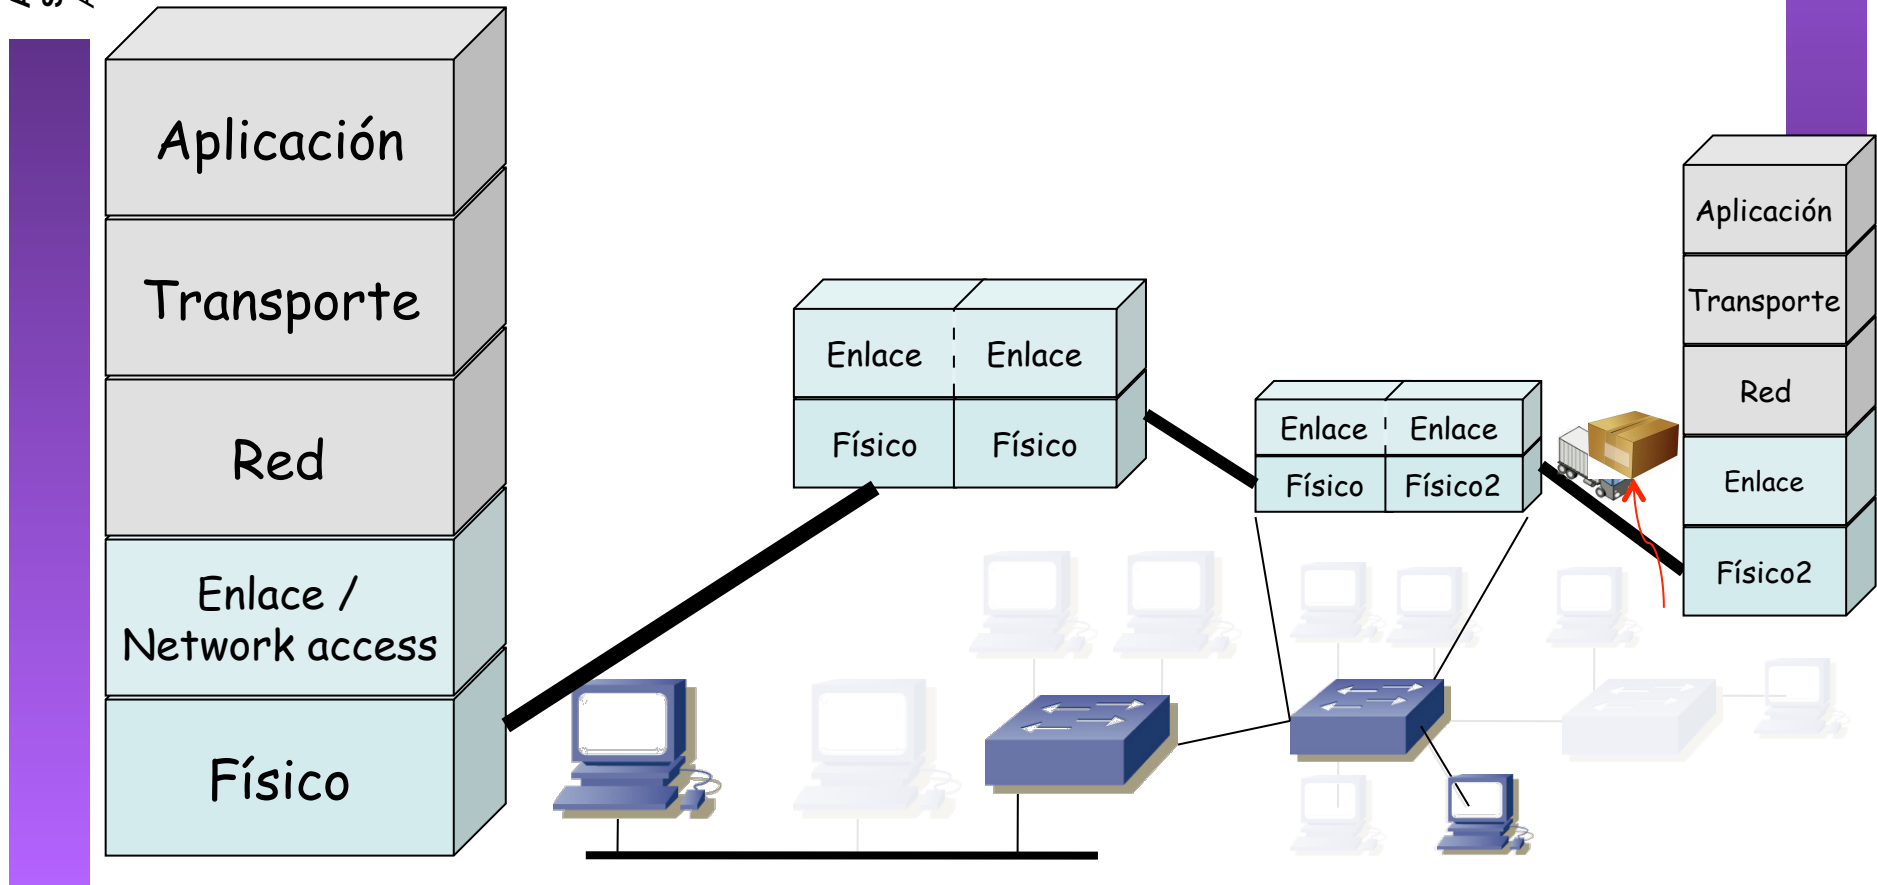 Aplicación
Transporte
Red
Enlace /
Network access
Físico
Enlace
Enlace
Físico
Físico
Enlace
Enlace
Físico
Físico2
Aplicación
Transporte
Red
Enlace
Físico2